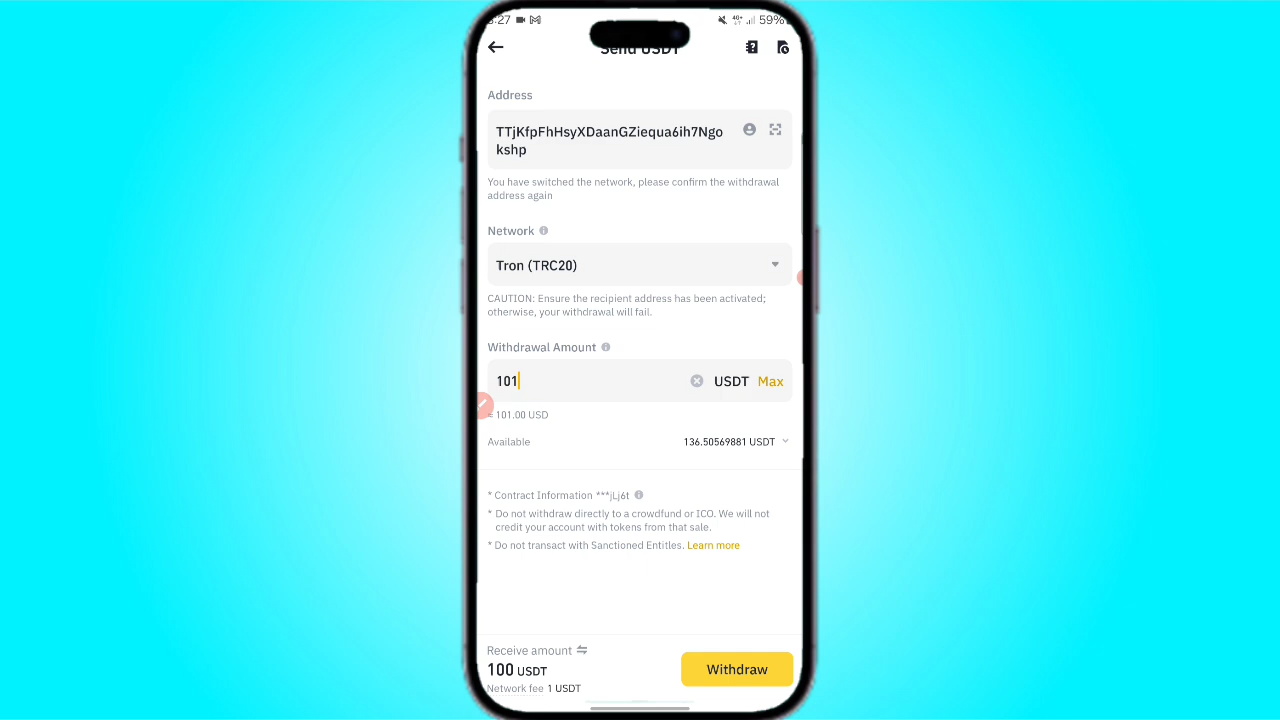 :27 59%
Send USDT
Address
TTjKfpFhHsyXDaanGZiequa6ih7Ngo
kshp
You have switched the network, please confirm the withdrawal
address again
Network
Tron (TRC20)
CAUTION: Ensure the recipient address has been activated;
otherwise, your withdrawal will fail.
Withdrawal Amount
101 USDT Max
≈ 101.00 USD
Available 136.50569881 USDT
* Contract Information ***jLj6t
* Do not withdraw directly to a crowdfund or ICO. We will not
credit your account with tokens from that sale.
* Do not transact with Sanctioned Entitles. Learn more
Receive amount
100 USDT
Withdraw
Network fee 1 USDT